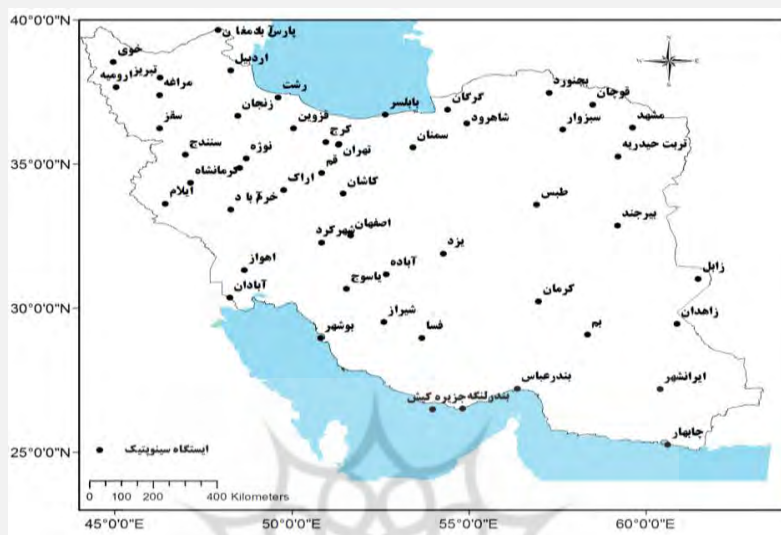 40°0'0"N
پارس آباد مغان
خوی
اردبیل
تبریز
ارومیه
مراغه
رشت
بجنورد
قوچان
زنجان
بابلسر
گرگان
مشهد
سقز
قزوین
سبزوار
شاهرود
کرج
تهران
سمنان
تربت حیدریه
35°0'0"N
سنندج
نوژه
قم
کرمانشاه
اراک
کاشان
ایلام
خرم آباد
طبس
بیرجند
اصفهان
شهرکرد
یزد
اهواز
آباده
زابل
یاسوج
آبادان
کرمان
زاهدان
30°0'0"N
شیراز
فسا
بم
بوشهر
ایرانشهر
بندرعباس
بندرلنگه
جزیره کیش
چابهار
25°0'0"N
ایستگاه سینوپتیک
0 100 200 400 Kilometers
45°0'0"E 50°0'0"E 55°0'0"E 60°0'0"E